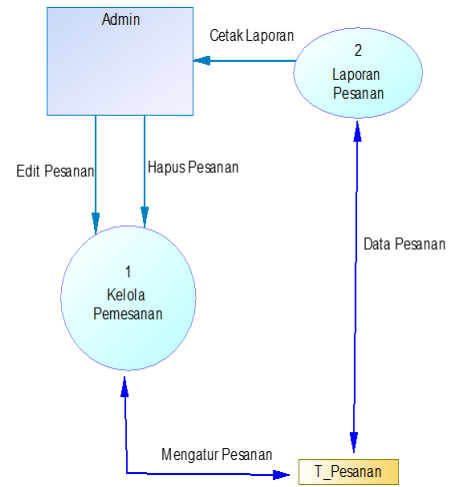 Admin
Cetak Laporan
2
Laporan
Pesanan
Edit Pesanan
Hapus Pesanan
Data Pesanan
1
Kelola
Pemesanan
Mengatur Pesanan
T_Pesanan